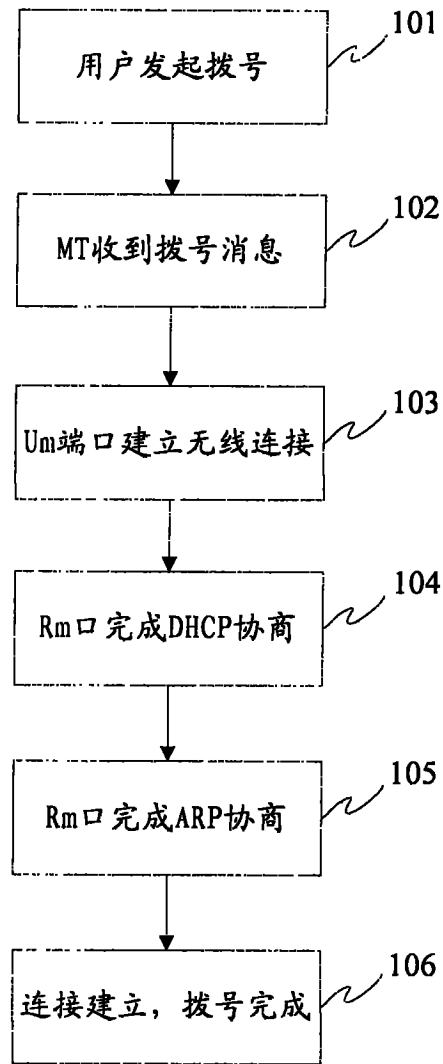 101
用户发起拨号
102
MT收到拨号消息
103
Um端口建立无线连接
104
Rm口完成DHCP协商
105
Rm口完成ARP协商
106
连接建立，拨号完成